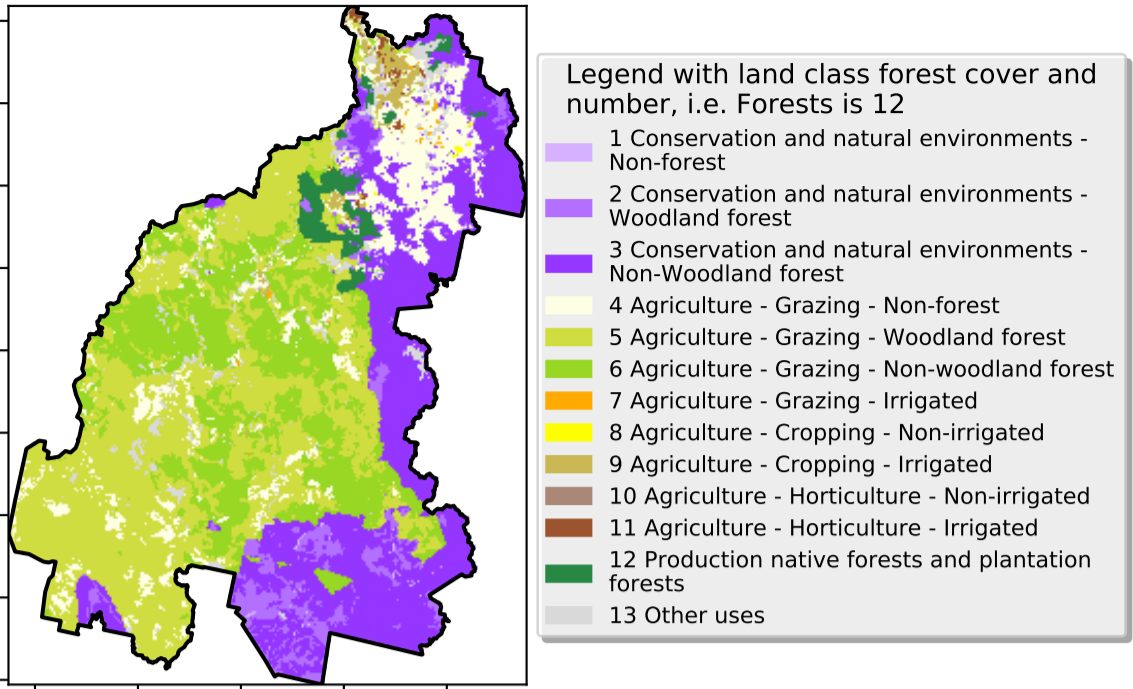 Legend with land class forest cover and
number, i.e. Forests is 12
1 Conservation and natural environments -
Non-forest
2 Conservation and natural environments -
Woodland forest
3 Conservation and natural environments -
Non-Woodland forest
4 Agriculture - Grazing - Non-forest
5 Agriculture - Grazing - Woodland forest
6 Agriculture - Grazing - Non-woodland forest
7 Agriculture - Grazing - Irrigated
8 Agriculture - Cropping - Non-irrigated
9 Agriculture - Cropping - Irrigated
10 Agriculture - Horticulture - Non-irrigated
11 Agriculture - Horticulture - Irrigated
12 Production native forests and plantation
forests
13 Other uses